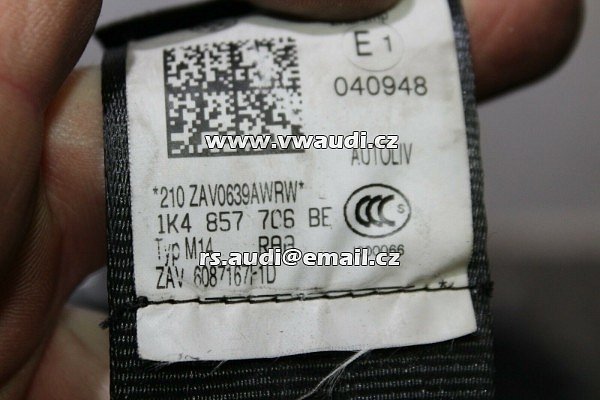 E1
040948
www.vwaudi.cz
AUTOLIV
*210 ZAV0639AWRW*
1K4 857 706 BE
CCC S
Typ M14
rs.audi@email.cz
ZAV 6087167F1D